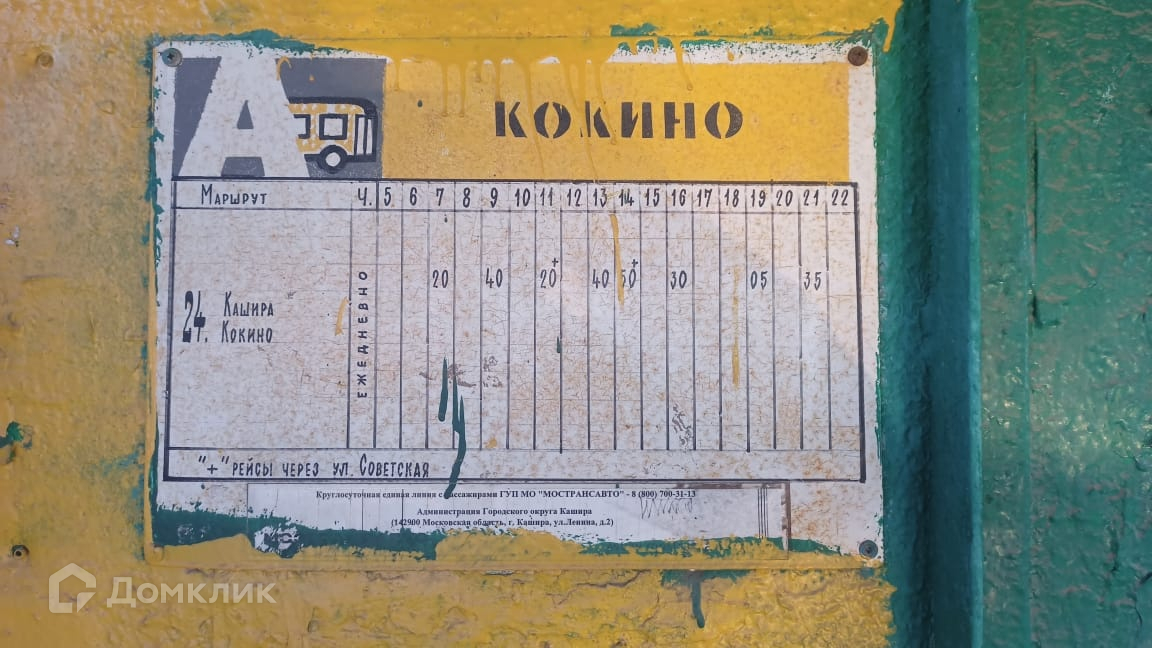 А
КОКИНО
Маршрут Ч. 5 6 7 8 9 10 11 12 13 14 15 16 17 18 19 20 21 22
24. Кашира
Кокино
ЕЖЕДНЕВНО
20 40 20+ 40 50+ 30 05 35
"+" рейсы через ул. Советская
Круглосуточная единая линия с пассажирами ГУП МО "МОСТРАНСАВТО" - 8 (800) 700-31-13
Администрация Городского округа Кашира
(142900 Московская область, г. Кашира, ул.Ленина, д.2)
Домклик